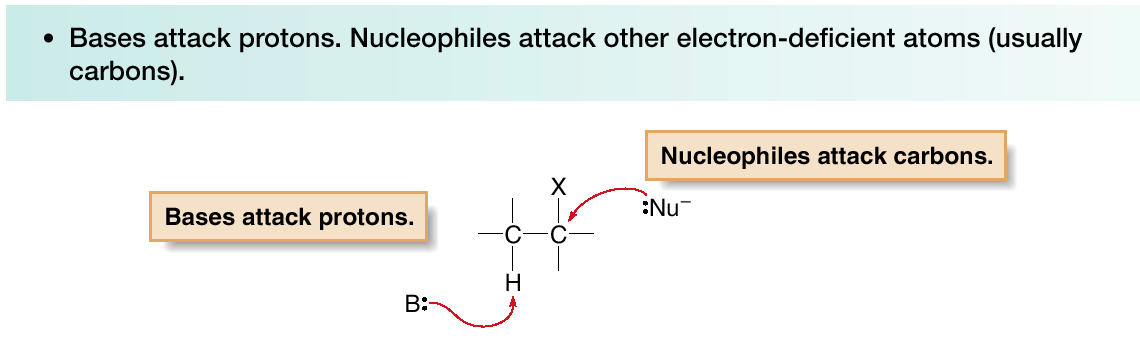 • Bases attack protons. Nucleophiles attack other electron-deficient atoms (usually
carbons).
Nucleophiles attack carbons.
X
:Nu⁻
Bases attack protons.
C C
H
B: